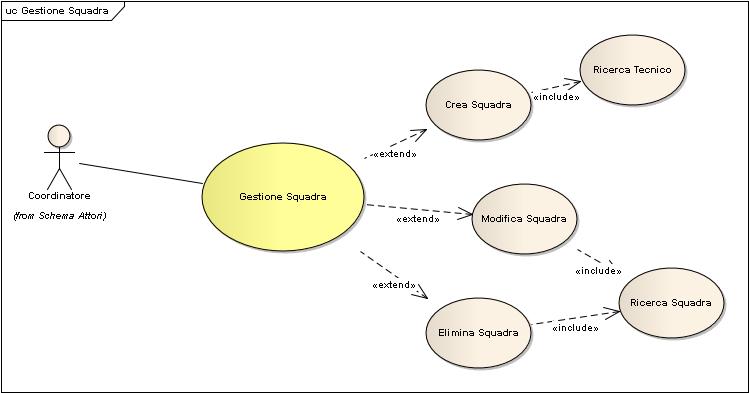 uc Gestione Squadra
Ricerca Tecnico
Crea Squadra
«include»
«extend»
Coordinatore
(from Schema Attori)
Gestione Squadra
«extend»
Modifica Squadra
«include»
«extend»
Ricerca Squadra
Elimina Squadra
«include»